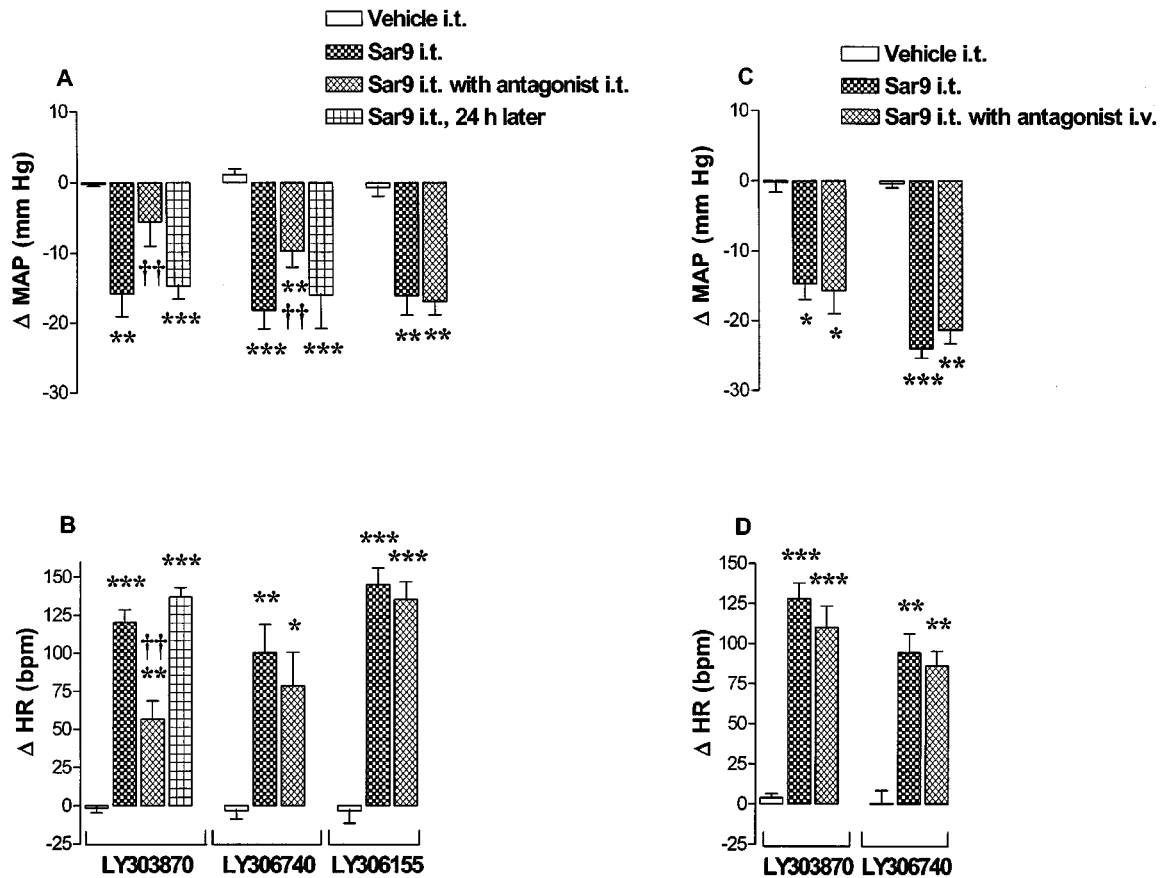 Vehicle i.t.
Sar9 i.t.
Sar9 i.t. with antagonist i.t.
Sar9 i.t., 24 h later
A
Δ MAP (mm Hg)
10
0
-10
-20
-30
**
††
***
***
**
††
***
**
**
Vehicle i.t.
Sar9 i.t.
Sar9 i.t. with antagonist i.v.
C
Δ MAP (mm Hg)
10
0
-10
-20
-30
*
*
***
**
B
Δ HR (bpm)
150
125
100
75
50
25
0
-25
***
††
**
***
**
*
***
***
LY303870
LY306740
LY306155
D
Δ HR (bpm)
150
125
100
75
50
25
0
-25
***
***
**
**
LY303870
LY306740